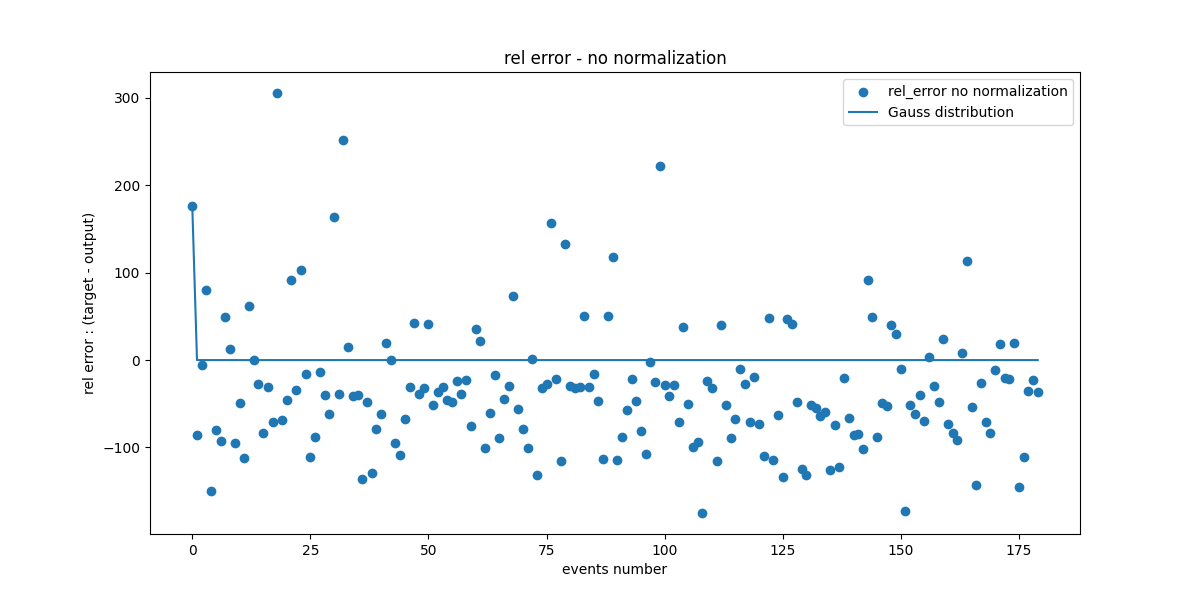 rel error - no normalization
rel_error no normalization
Gauss distribution
rel error : (target - output)
300
200
100
0
−100
0 25 50 75 100 125 150 175
events number